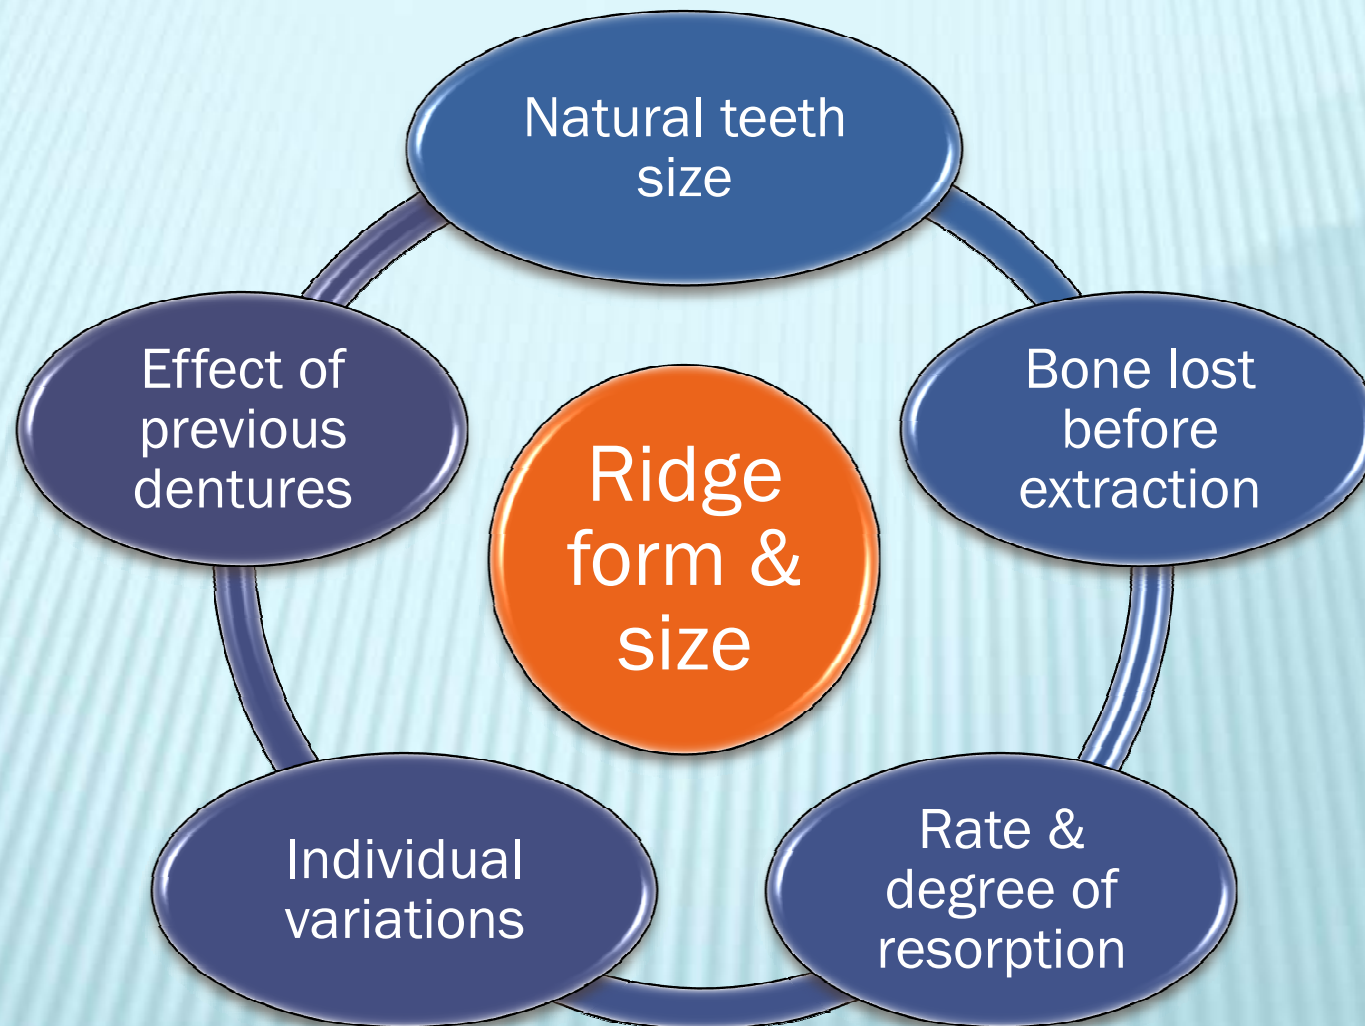 Natural teeth
size
Bone lost
before
extraction
Rate &
degree of
resorption
Individual
variations
Effect of
previous
dentures
Ridge
form &
size